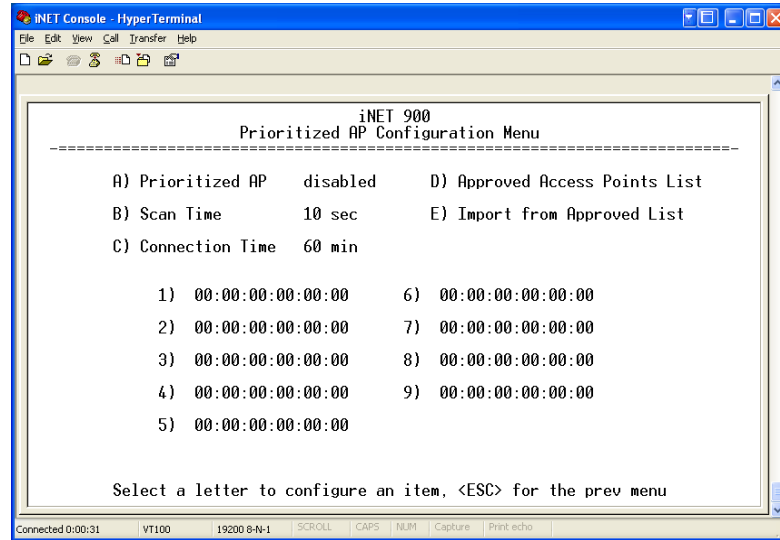 iNET Console - HyperTerminal
File Edit View Call Transfer Help
iNET 900
Prioritized AP Configuration Menu
-==========================================================================-
A) Prioritized AP disabled D) Approved Access Points List
B) Scan Time 10 sec E) Import from Approved List
C) Connection Time 60 min
1) 00:00:00:00:00:00 6) 00:00:00:00:00:00
2) 00:00:00:00:00:00 7) 00:00:00:00:00:00
3) 00:00:00:00:00:00 8) 00:00:00:00:00:00
4) 00:00:00:00:00:00 9) 00:00:00:00:00:00
5) 00:00:00:00:00:00
Select a letter to configure an item, <ESC> for the prev menu
Connected 0:00:31 VT100 19200 8-N-1 SCROLL CAPS NUM Capture Print echo